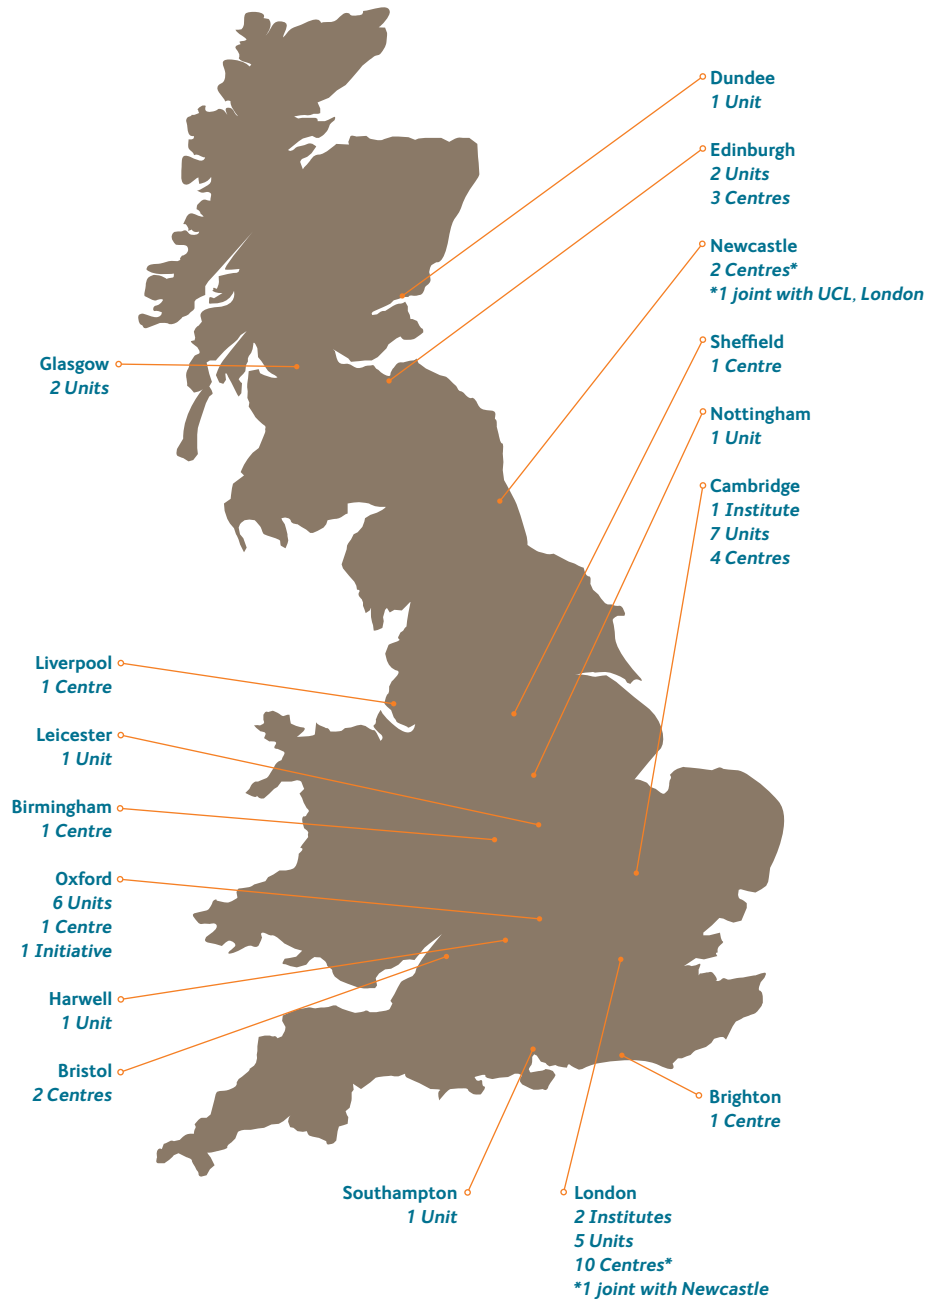 Dundee
1 Unit
Edinburgh
2 Units
3 Centres
Newcastle
2 Centres*
*1 joint with UCL, London
Sheffield
1 Centre
Nottingham
1 Unit
Cambridge
1 Institute
7 Units
4 Centres
Glasgow
2 Units
Liverpool
1 Centre
Leicester
1 Unit
Birmingham
1 Centre
Oxford
6 Units
1 Centre
1 Initiative
Harwell
1 Unit
Bristol
2 Centres
Brighton
1 Centre
Southampton
1 Unit
London
2 Institutes
5 Units
10 Centres*
*1 joint with Newcastle